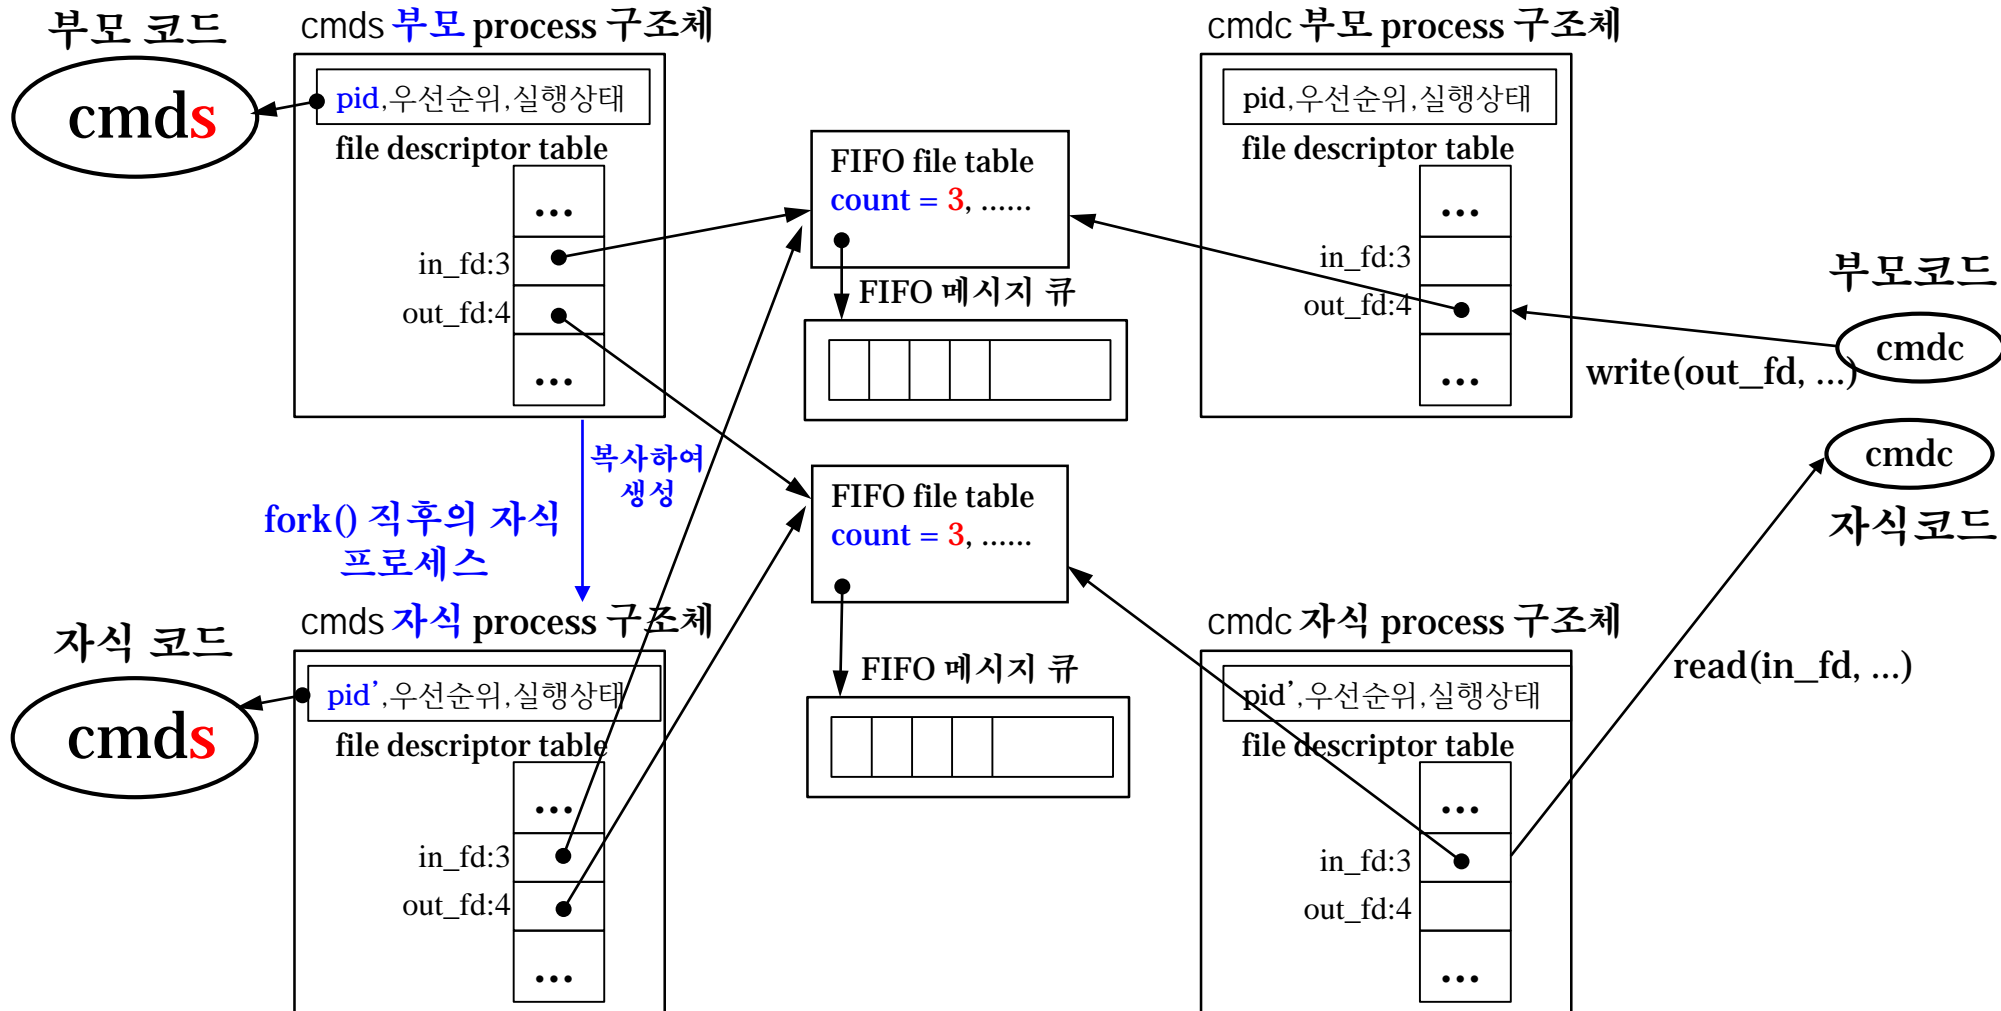 부모 코드
cmds
cmds 부모 process 구조체
pid,우선순위,실행상태
file descriptor table
...
in_fd:3
out_fd:4
...
FIFO file table
count = 3, ......
FIFO 메시지 큐
cmdc 부모 process 구조체
pid,우선순위,실행상태
file descriptor table
...
in_fd:3
out_fd:4
...
부모코드
cmdc
write(out_fd, ...)
복사하여
생성
fork() 직후의 자식
프로세스
FIFO file table
count = 3, ......
FIFO 메시지 큐
cmdc
자식코드
read(in_fd, ...)
자식 코드
cmds
cmds 자식 process 구조체
pid’,우선순위,실행상태
file descriptor table
...
in_fd:3
out_fd:4
...
cmdc 자식 process 구조체
pid’,우선순위,실행상태
file descriptor table
...
in_fd:3
out_fd:4
...